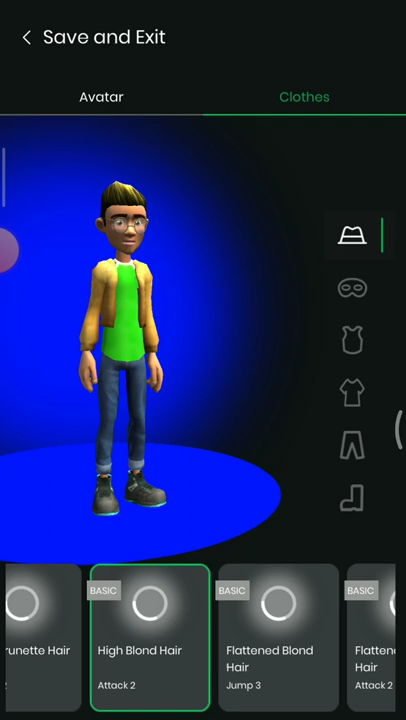 Save and Exit
Avatar
Clothes
BASIC
BASIC
BASIC
runette Hair
High Blond Hair
Attack 2
Flattened Blond
Hair
Jump 3
Flattene
Hair
Attack 2